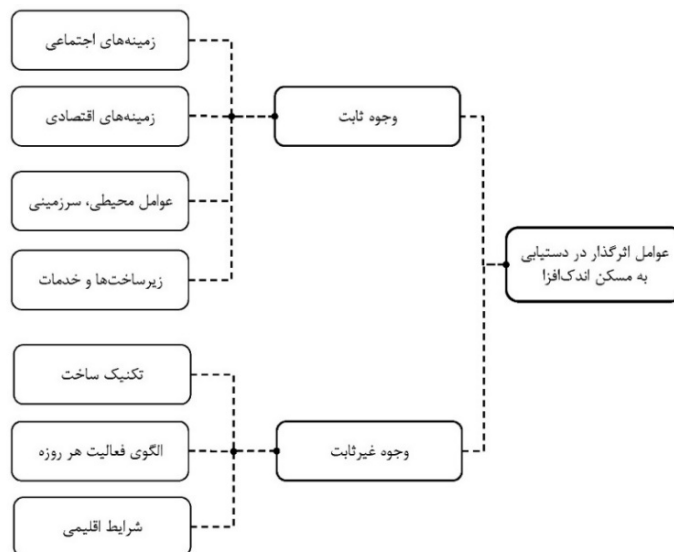 عوامل اثرگذار در دستیابی
به مسکن اندک‌افزا
وجوه ثابت
زمینه‌های اجتماعی
زمینه‌های اقتصادی
عوامل محیطی، سرزمینی
زیرساخت‌ها و خدمات
وجوه غیرثابت
تکنیک ساخت
الگوی فعالیت هر روزه
شرایط اقلیمی